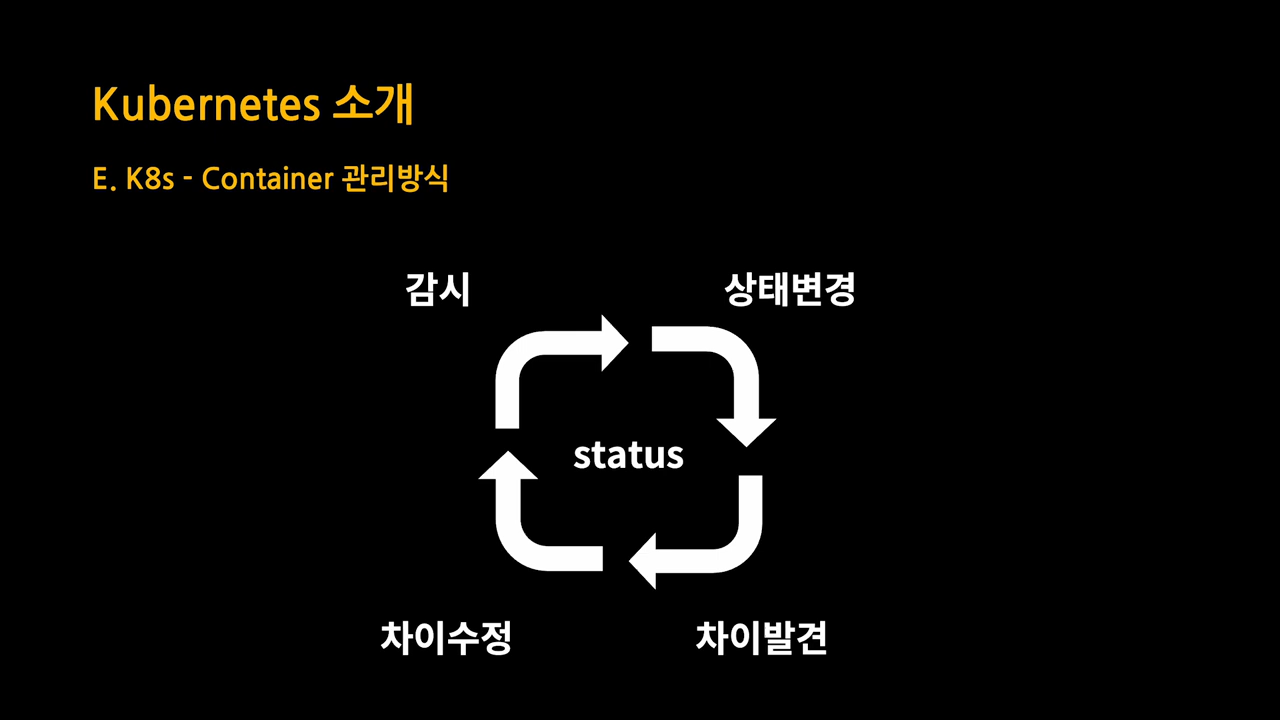 Kubernetes 소개
E. K8s - Container 관리방식
감시
상태변경
status
차이수정
차이발견